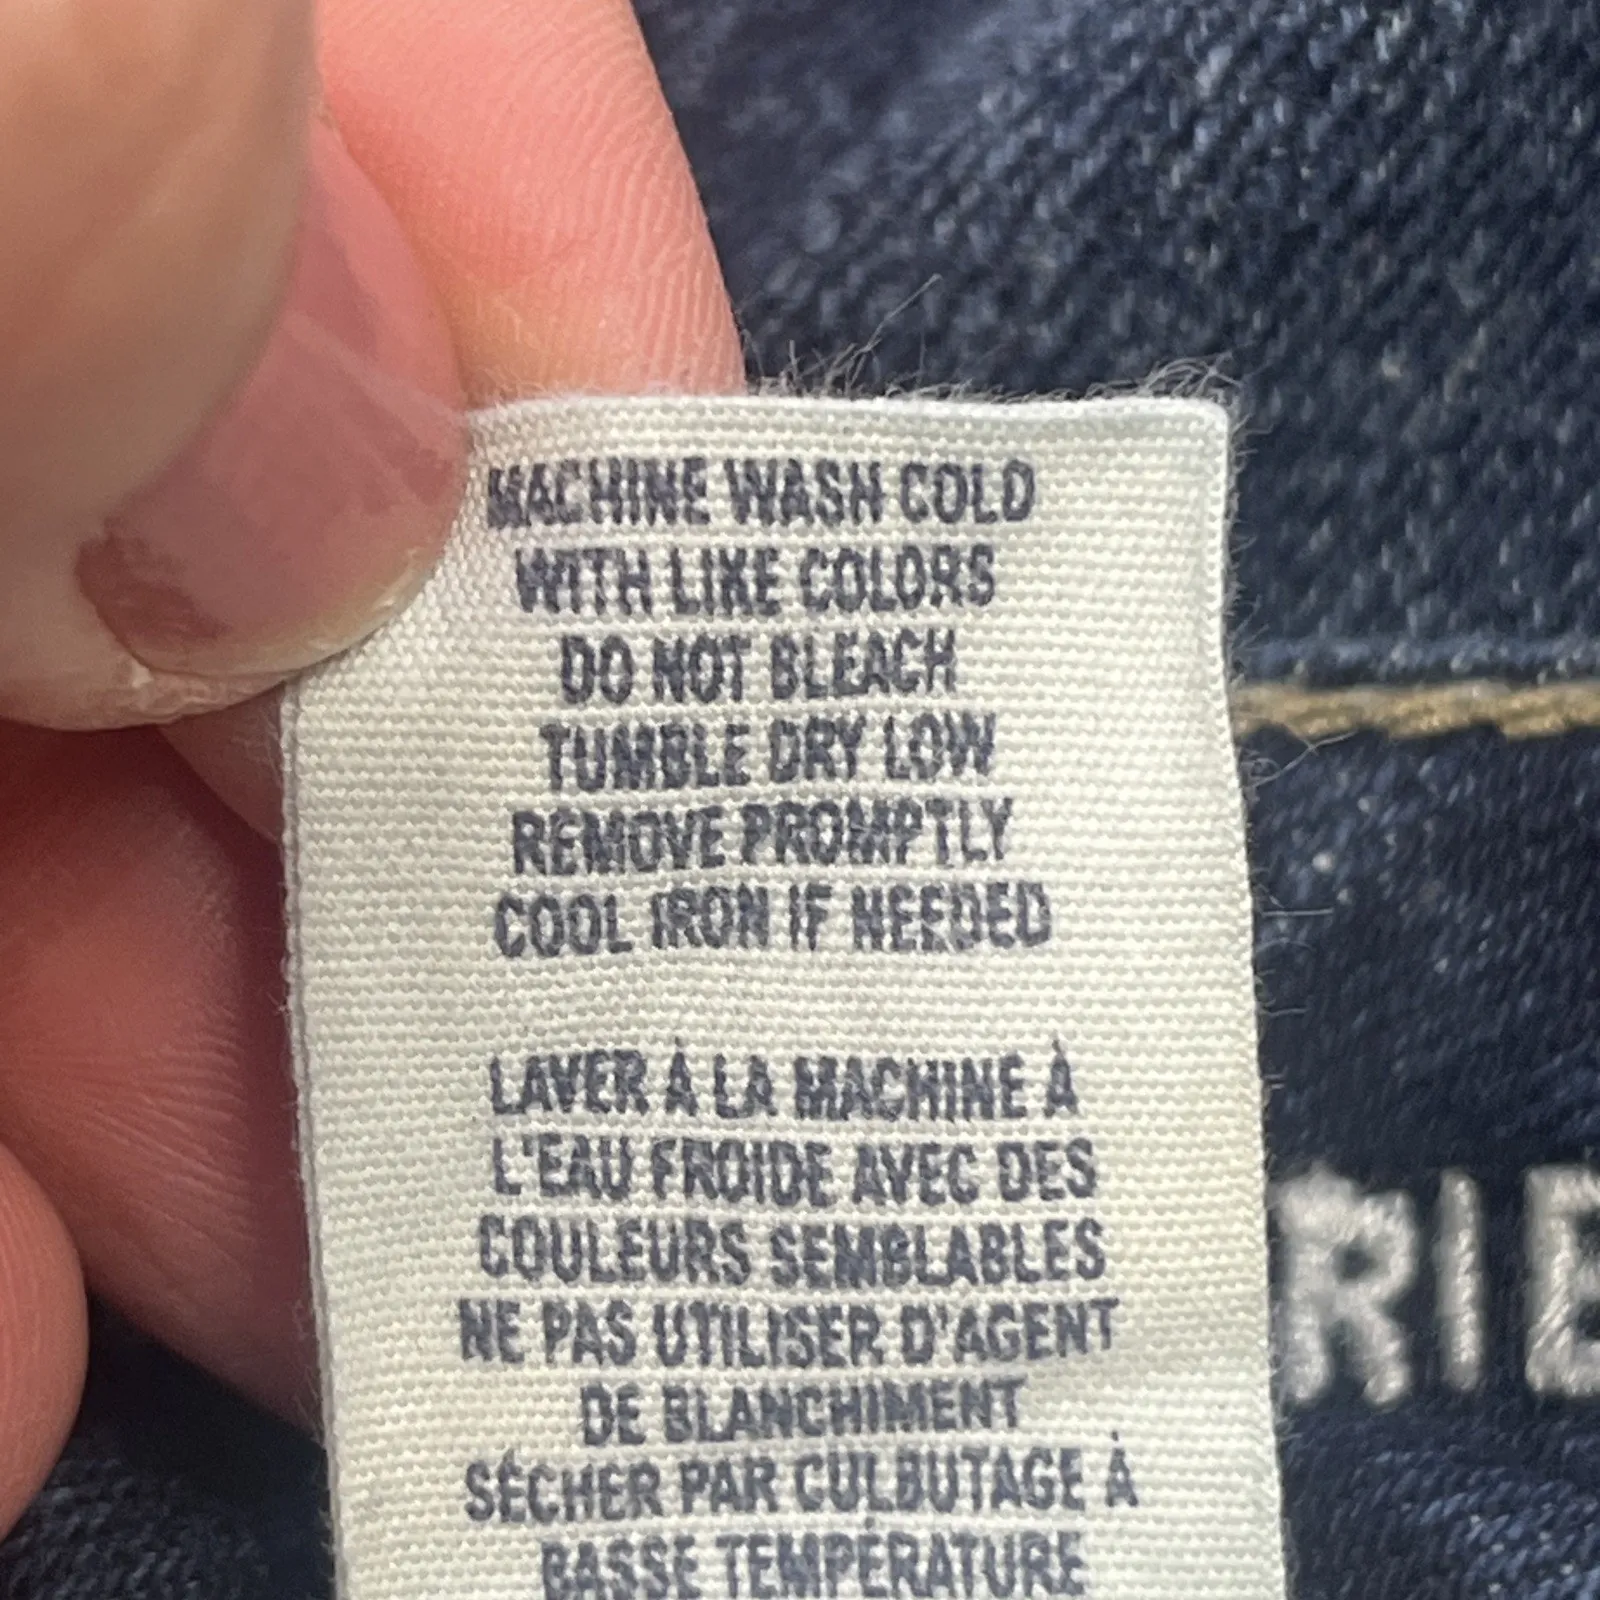 MACHINE WASH COLD
WITH LIKE COLORS
DO NOT BLEACH
TUMBLE DRY LOW
REMOVE PROMPTLY
COOL IRON IF NEEDED
LAVER À LA MACHINE À
L'EAU FROIDE AVEC DES
COULEURS SEMBLABLES
NE PAS UTILISER D'AGENT
DE BLANCHIMENT
SÉCHER PAR CULBUTAGE À
BASSE TEMPÉRATURE